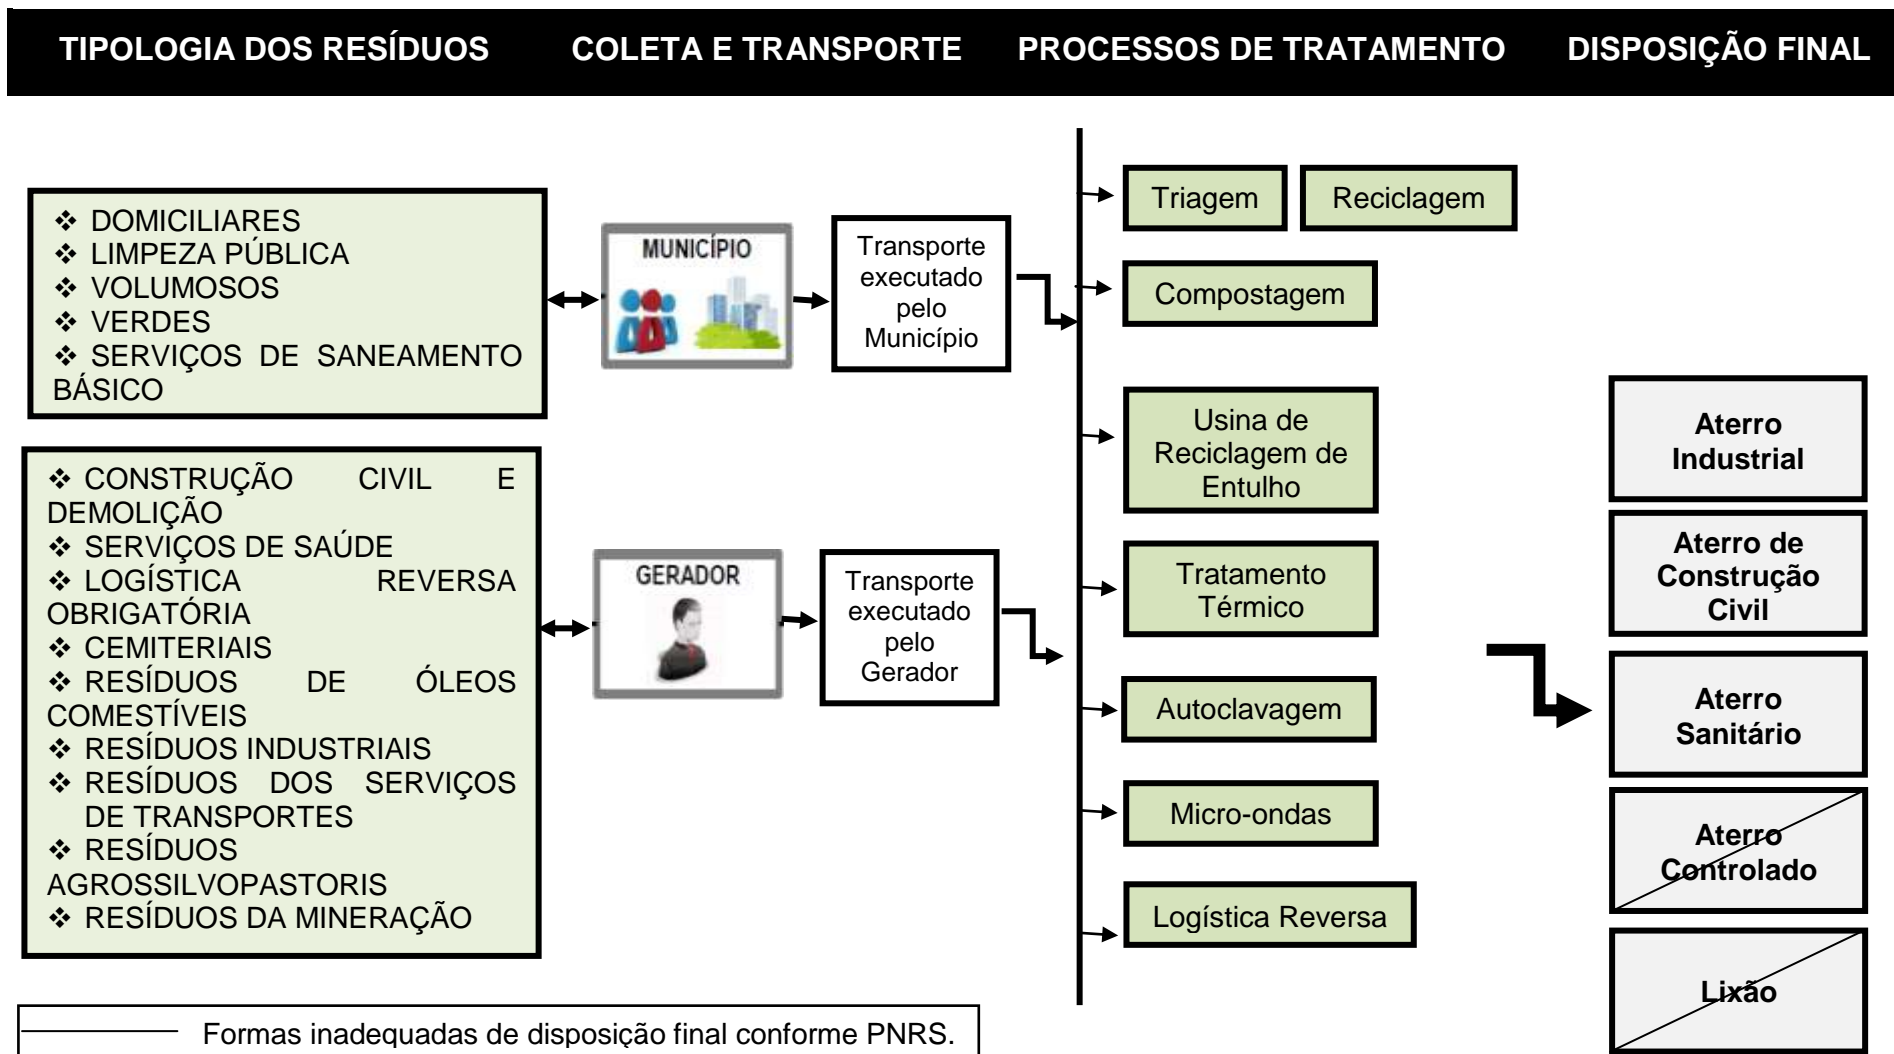 TIPOLOGIA DOS RESÍDUOS COLETA E TRANSPORTE PROCESSOS DE TRATAMENTO DISPOSIÇÃO FINAL
❖ DOMICILIARES
❖ LIMPEZA PÚBLICA
❖ VOLUMOSOS
❖ VERDES
❖ SERVIÇOS DE SANEAMENTO
BÁSICO
MUNICÍPIO
Transporte
executado
pelo
Município
❖ CONSTRUÇÃO CIVIL E
DEMOLIÇÃO
❖ SERVIÇOS DE SAÚDE
❖ LOGÍSTICA REVERSA
OBRIGATÓRIA
❖ CEMITERIAIS
❖ RESÍDUOS DE ÓLEOS
COMESTÍVEIS
❖ RESÍDUOS INDUSTRIAIS
❖ RESÍDUOS DOS SERVIÇOS
DE TRANSPORTES
❖ RESÍDUOS
AGROSSILVOPASTORIS
❖ RESÍDUOS DA MINERAÇÃO
GERADOR
Transporte
executado
pelo
Gerador
Triagem
Reciclagem
Compostagem
Usina de
Reciclagem de
Entulho
Tratamento
Térmico
Autoclavagem
Micro-ondas
Logística Reversa
Aterro
Industrial
Aterro de
Construção
Civil
Aterro
Sanitário
Aterro
Controlado
Lixão
Formas inadequadas de disposição final conforme PNRS.